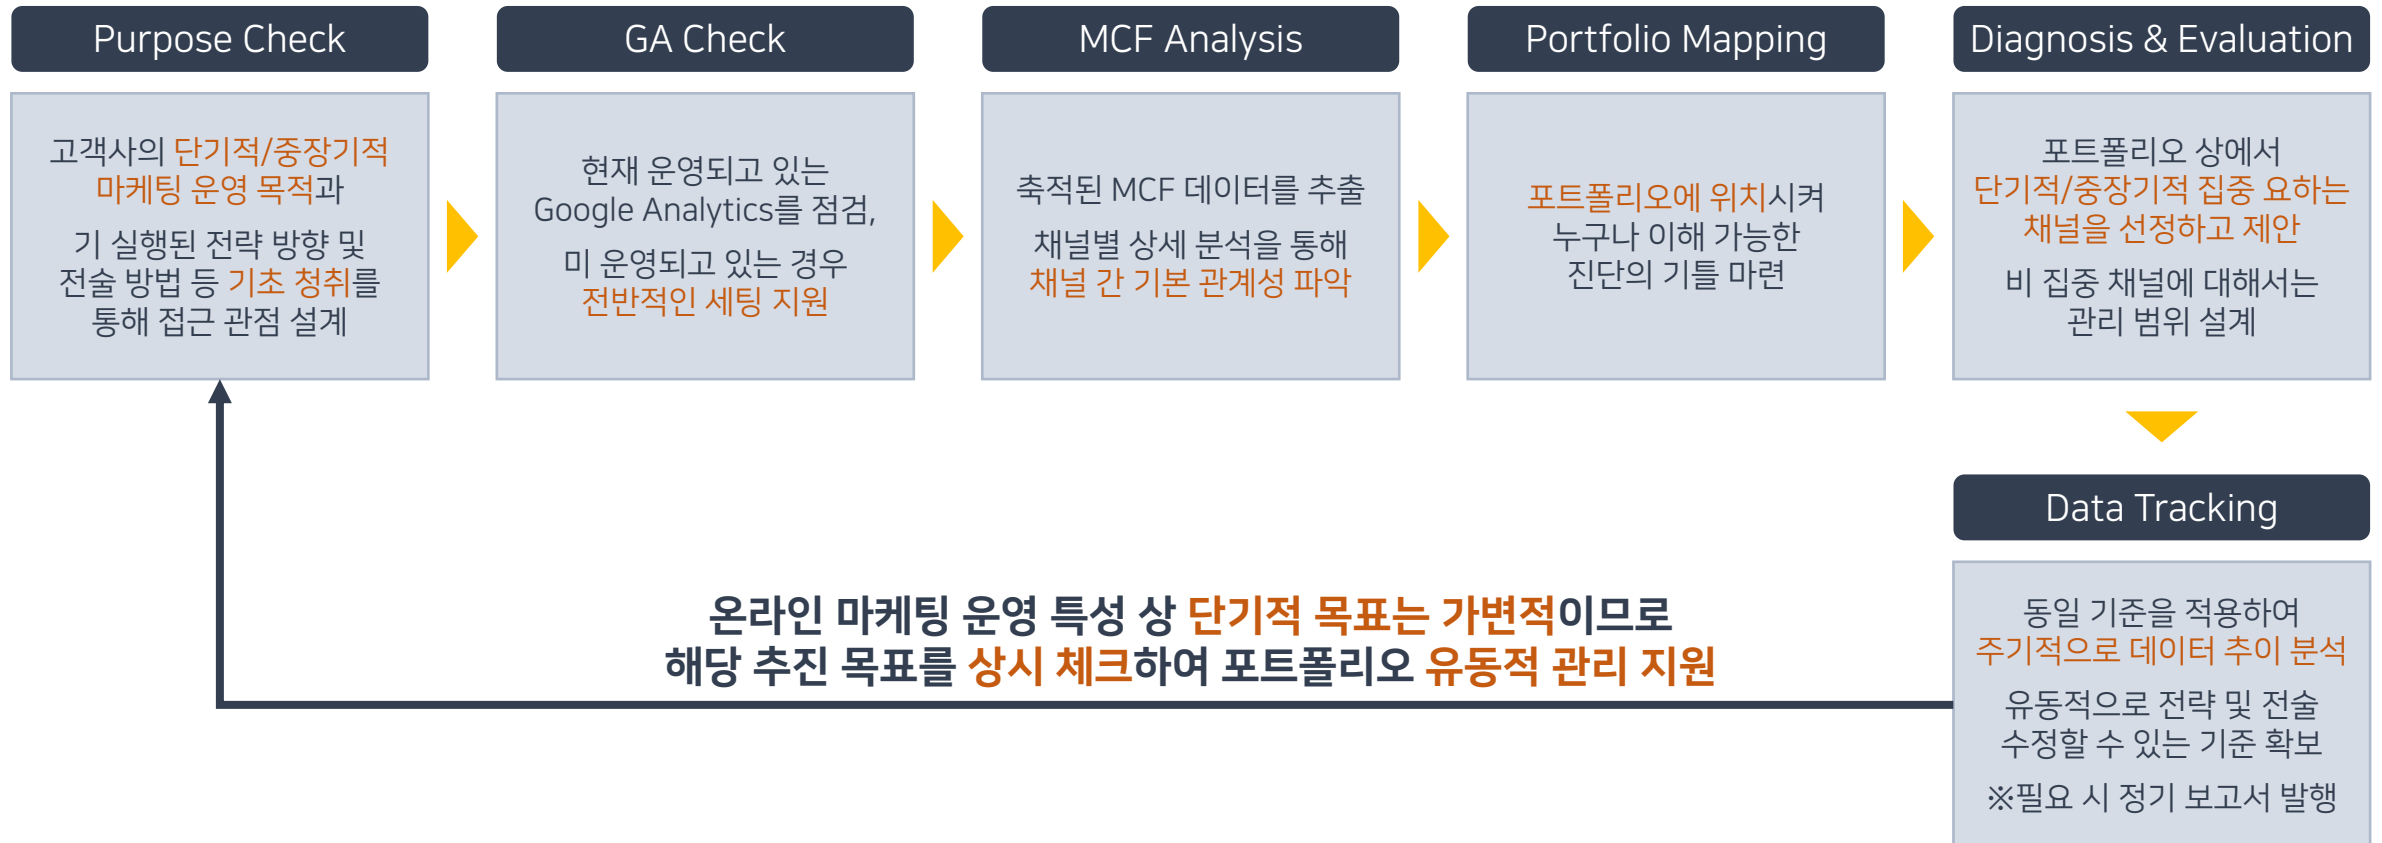 Purpose Check
고객사의 단기적/중장기적
마케팅 운영 목적과
기 실행된 전략 방향 및
전술 방법 등 기초 청취를
통해 접근 관점 설계
GA Check
현재 운영되고 있는
Google Analytics를 점검,
미 운영되고 있는 경우
전반적인 세팅 지원
MCF Analysis
축적된 MCF 데이터를 추출
채널별 상세 분석을 통해
채널 간 기본 관계성 파악
Portfolio Mapping
포트폴리오에 위치시켜
누구나 이해 가능한
진단의 기틀 마련
Diagnosis & Evaluation
포트폴리오 상에서
단기적/중장기적 집중 요하는
채널을 선정하고 제안
비 집중 채널에 대해서는
관리 범위 설계
Data Tracking
동일 기준을 적용하여
주기적으로 데이터 추이 분석
유동적으로 전략 및 전술
수정할 수 있는 기준 확보
※필요 시 정기 보고서 발행
온라인 마케팅 운영 특성 상 단기적 목표는 가변적이므로
해당 추진 목표를 상시 체크하여 포트폴리오 유동적 관리 지원